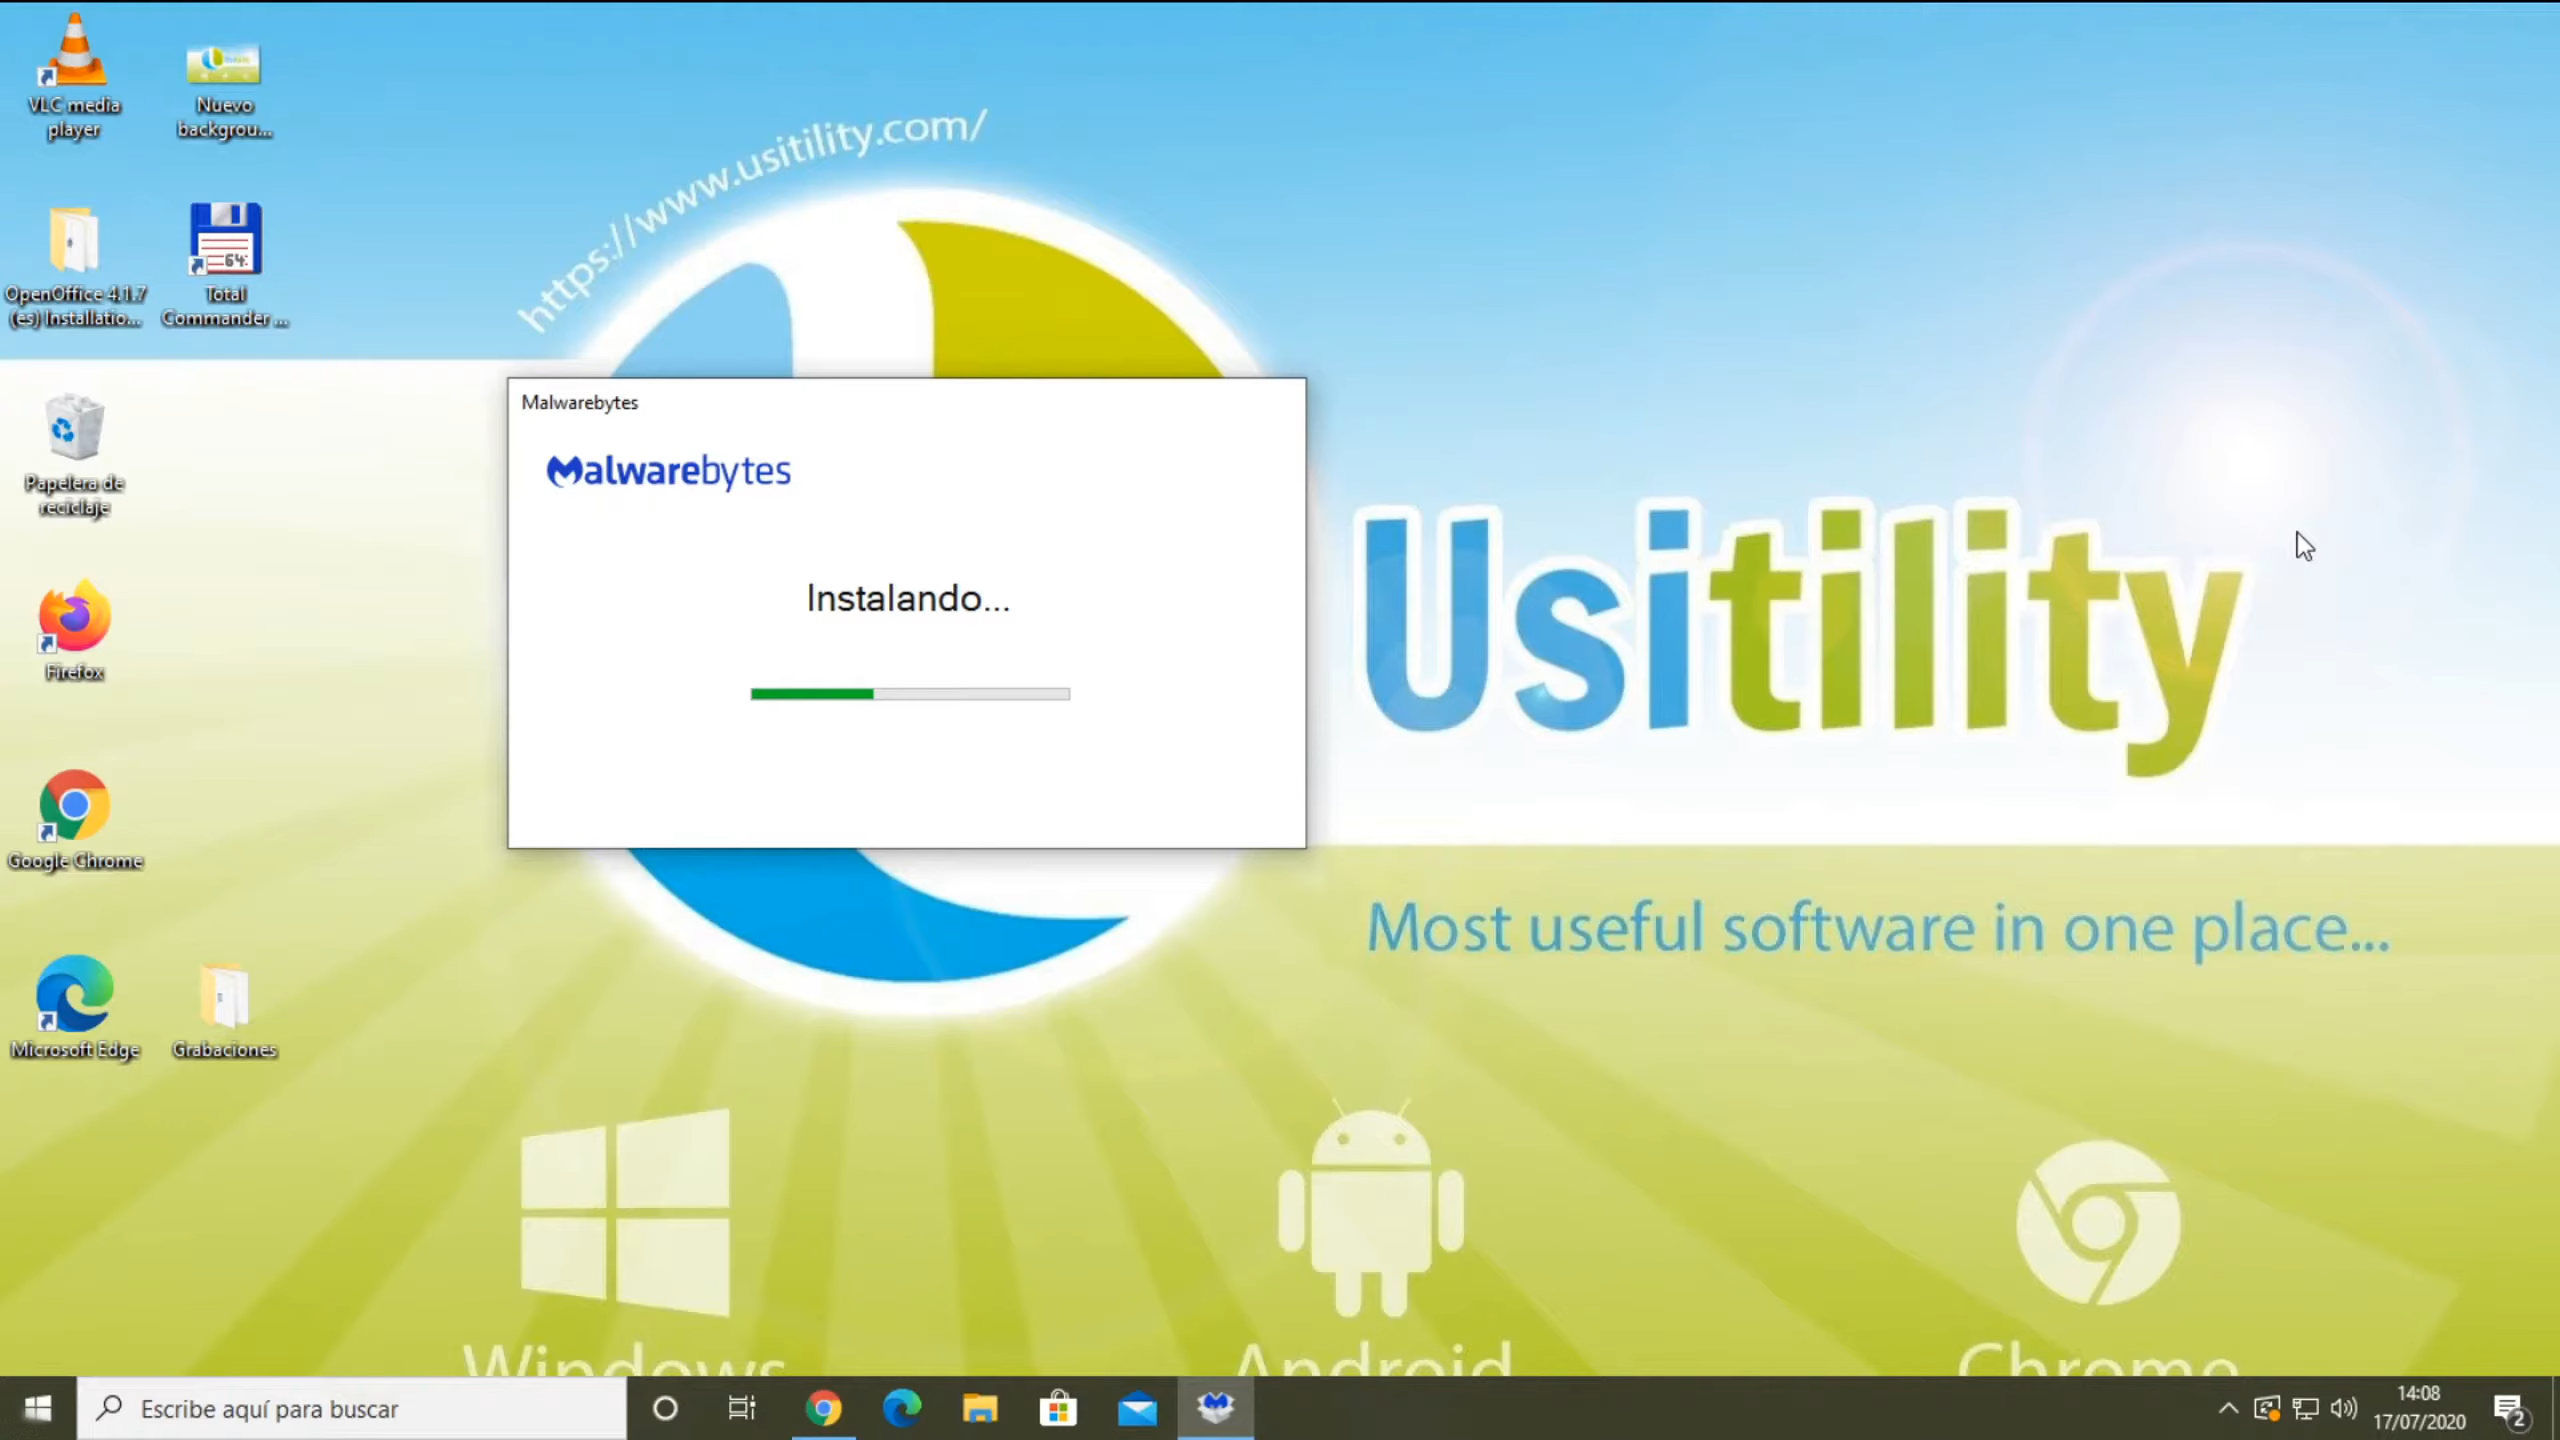 VLC media
player
Nuevo
backgrou...
OpenOffice 4.1.7
(es) Installatio...
64
Total
Commander ...
Papelera de
reciclaje
Firefox
Google Chrome
Microsoft Edge
Grabaciones
https://www.usitility.com/
Malwarebytes
Malwarebytes
Instalando...
Usitility
Most useful software in one place...
Windows
Android
Chrome
Escribe aquí para buscar
14:08
17/07/2020
2